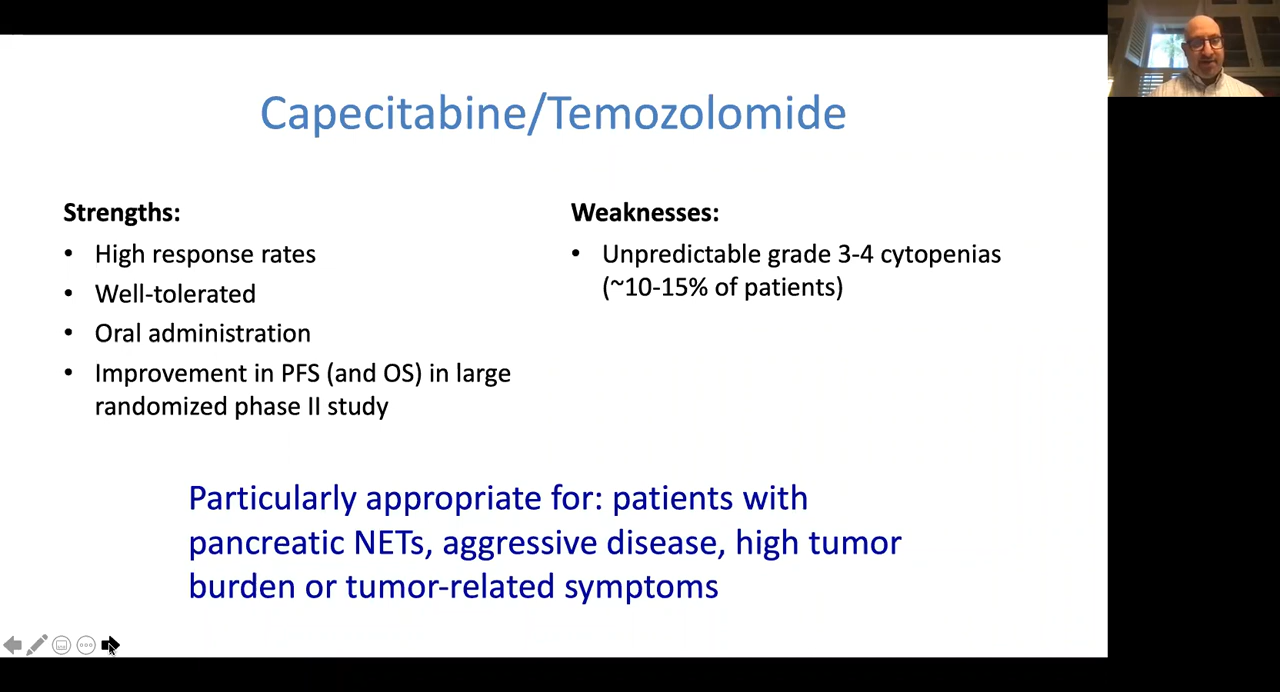 Capecitabine/Temozolomide
Strengths:
• High response rates
• Well-tolerated
• Oral administration
• Improvement in PFS (and OS) in large
randomized phase II study
Weaknesses:
• Unpredictable grade 3-4 cytopenias
(~10-15% of patients)
Particularly appropriate for: patients with
pancreatic NETs, aggressive disease, high tumor
burden or tumor-related symptoms